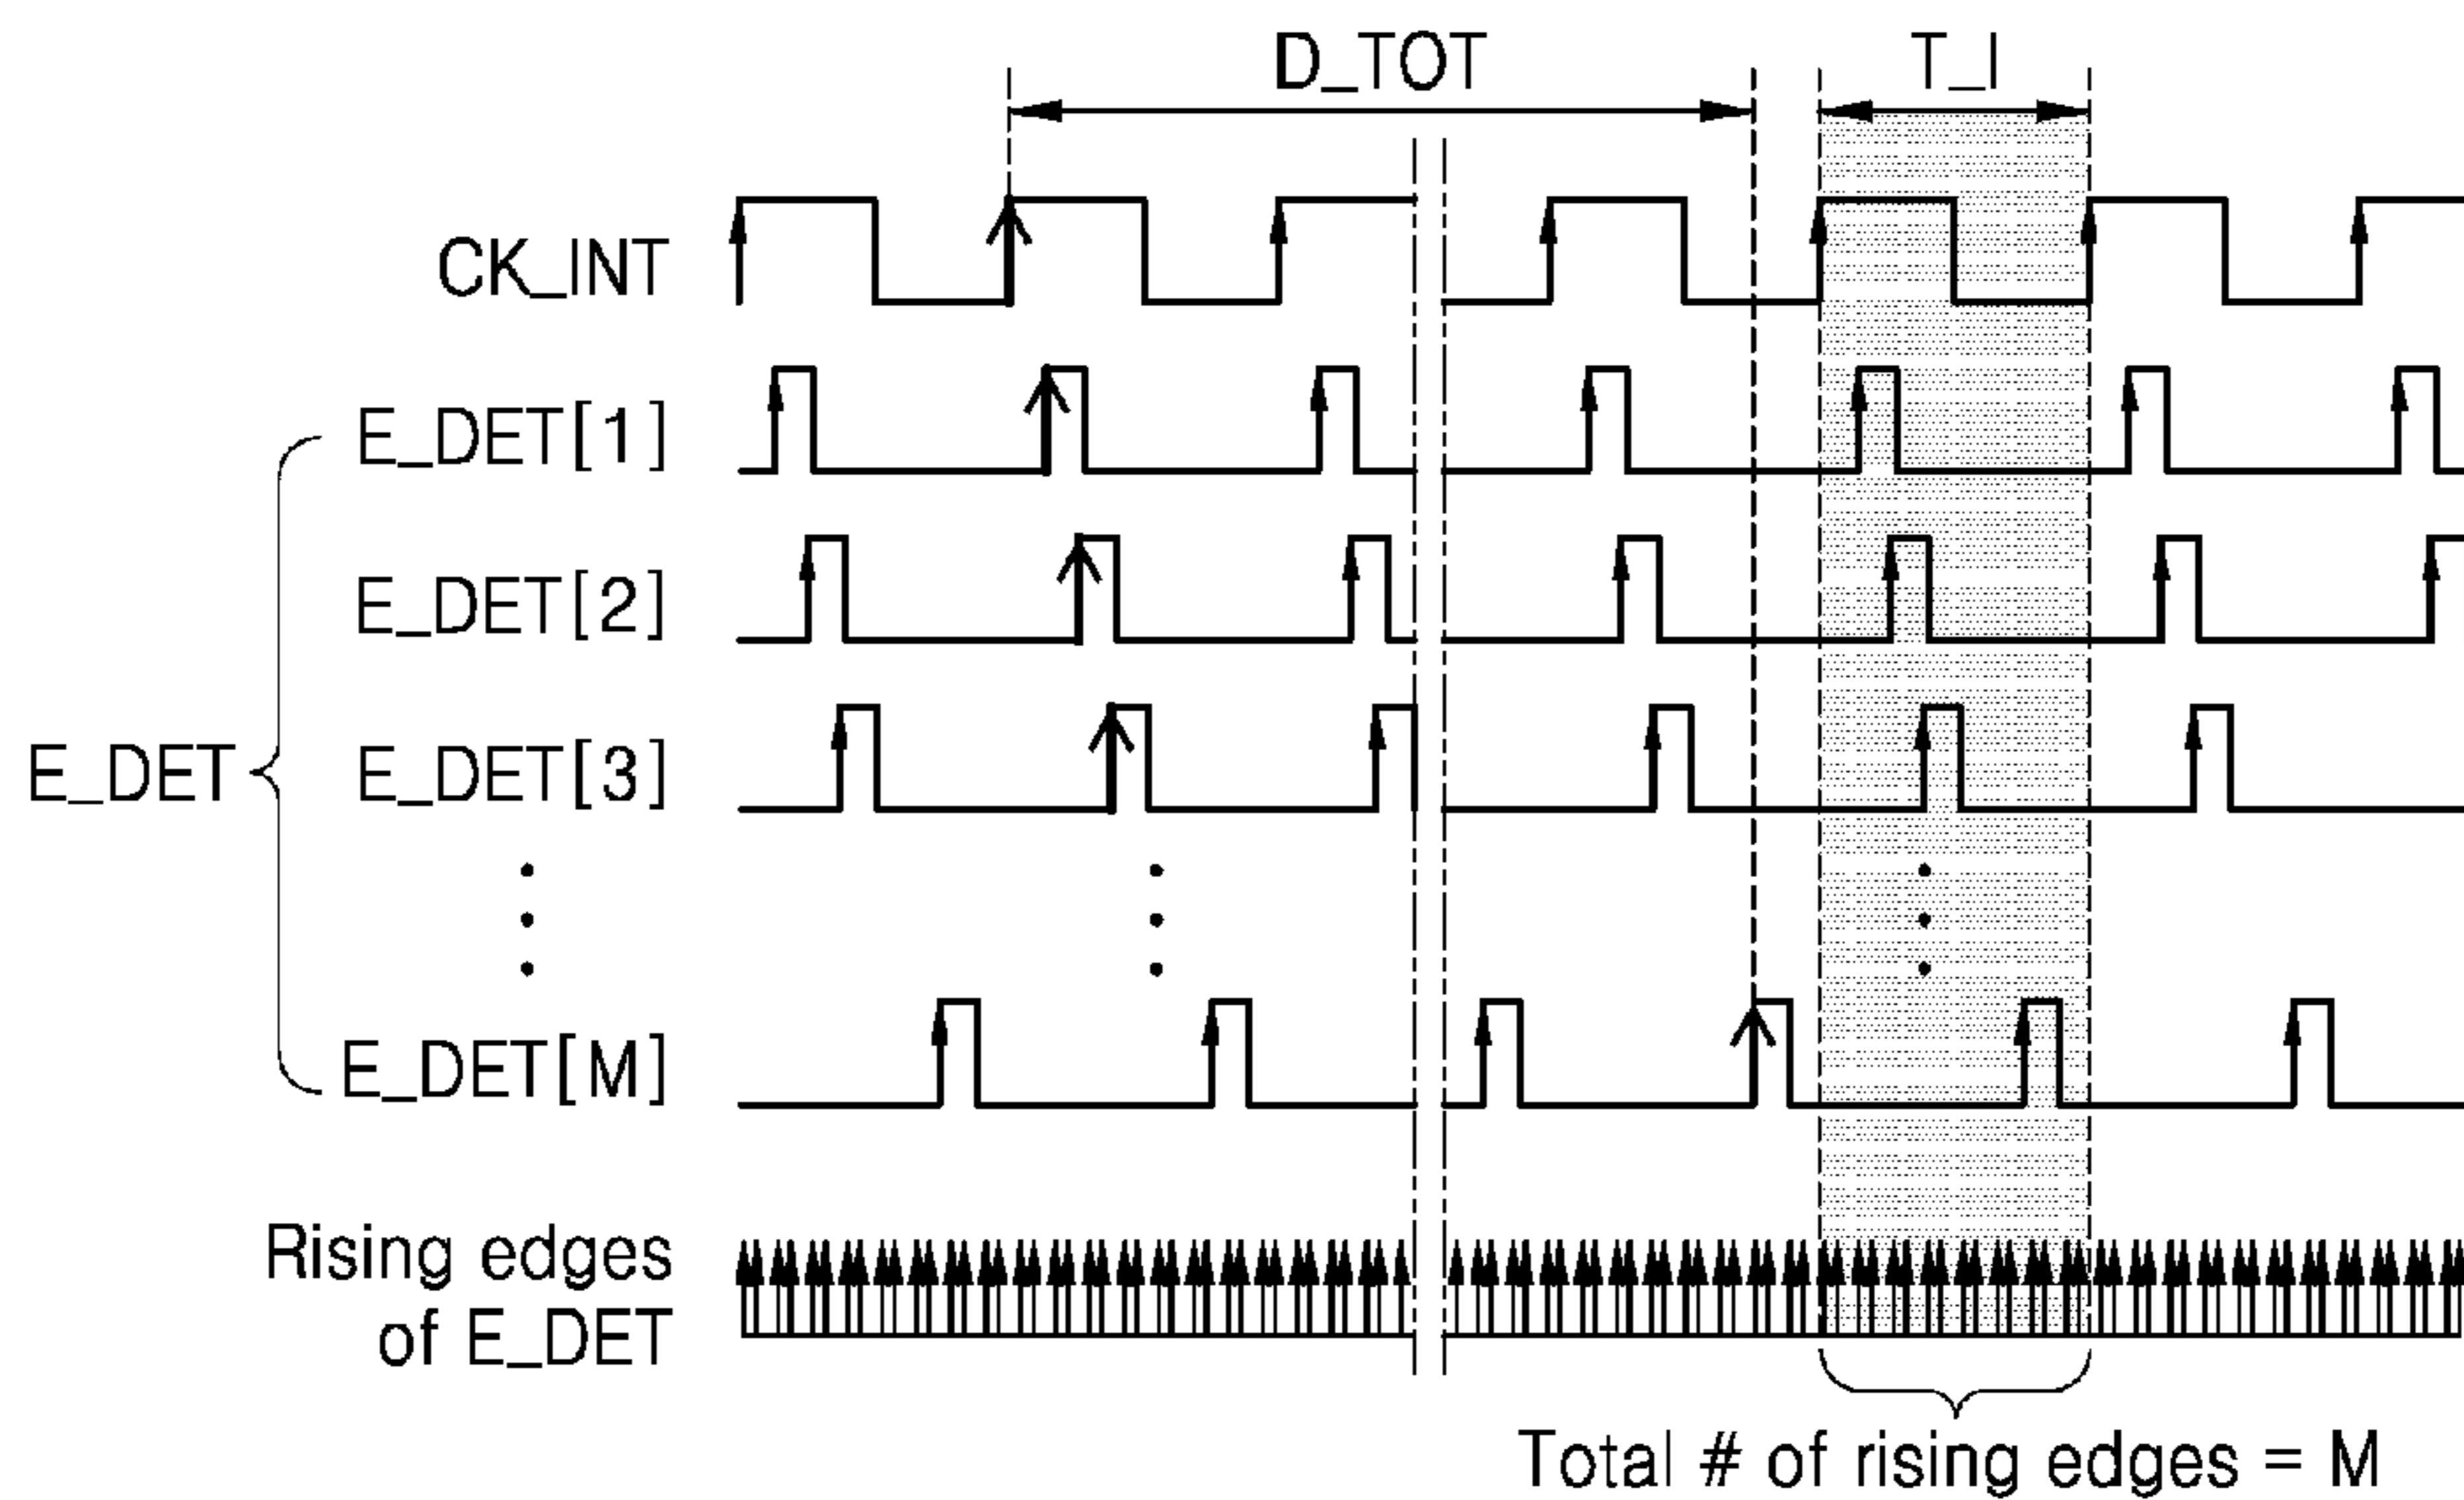 D_TOT
T_I
CK_INT
E_DET[1]
E_DET[2]
E_DET
E_DET[3]
E_DET[M]
Rising edges
of E_DET
Total # of rising edges = M